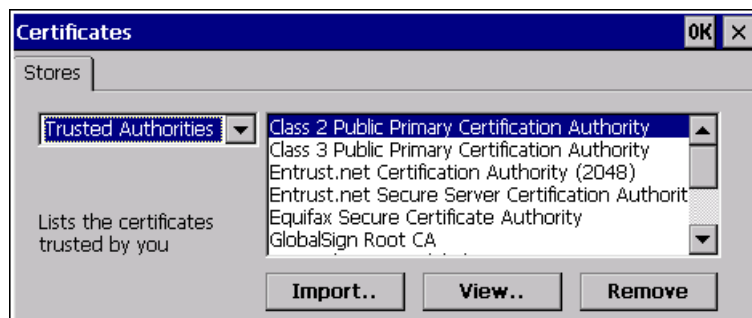 Certificates
OK
Stores
Trusted Authorities
Class 2 Public Primary Certification Authority
Class 3 Public Primary Certification Authority
Entrust.net Certification Authority (2048)
Entrust.net Secure Server Certification Authorit
Equifax Secure Certificate Authority
GlobalSign Root CA
Lists the certificates
trusted by you
Import..
View..
Remove